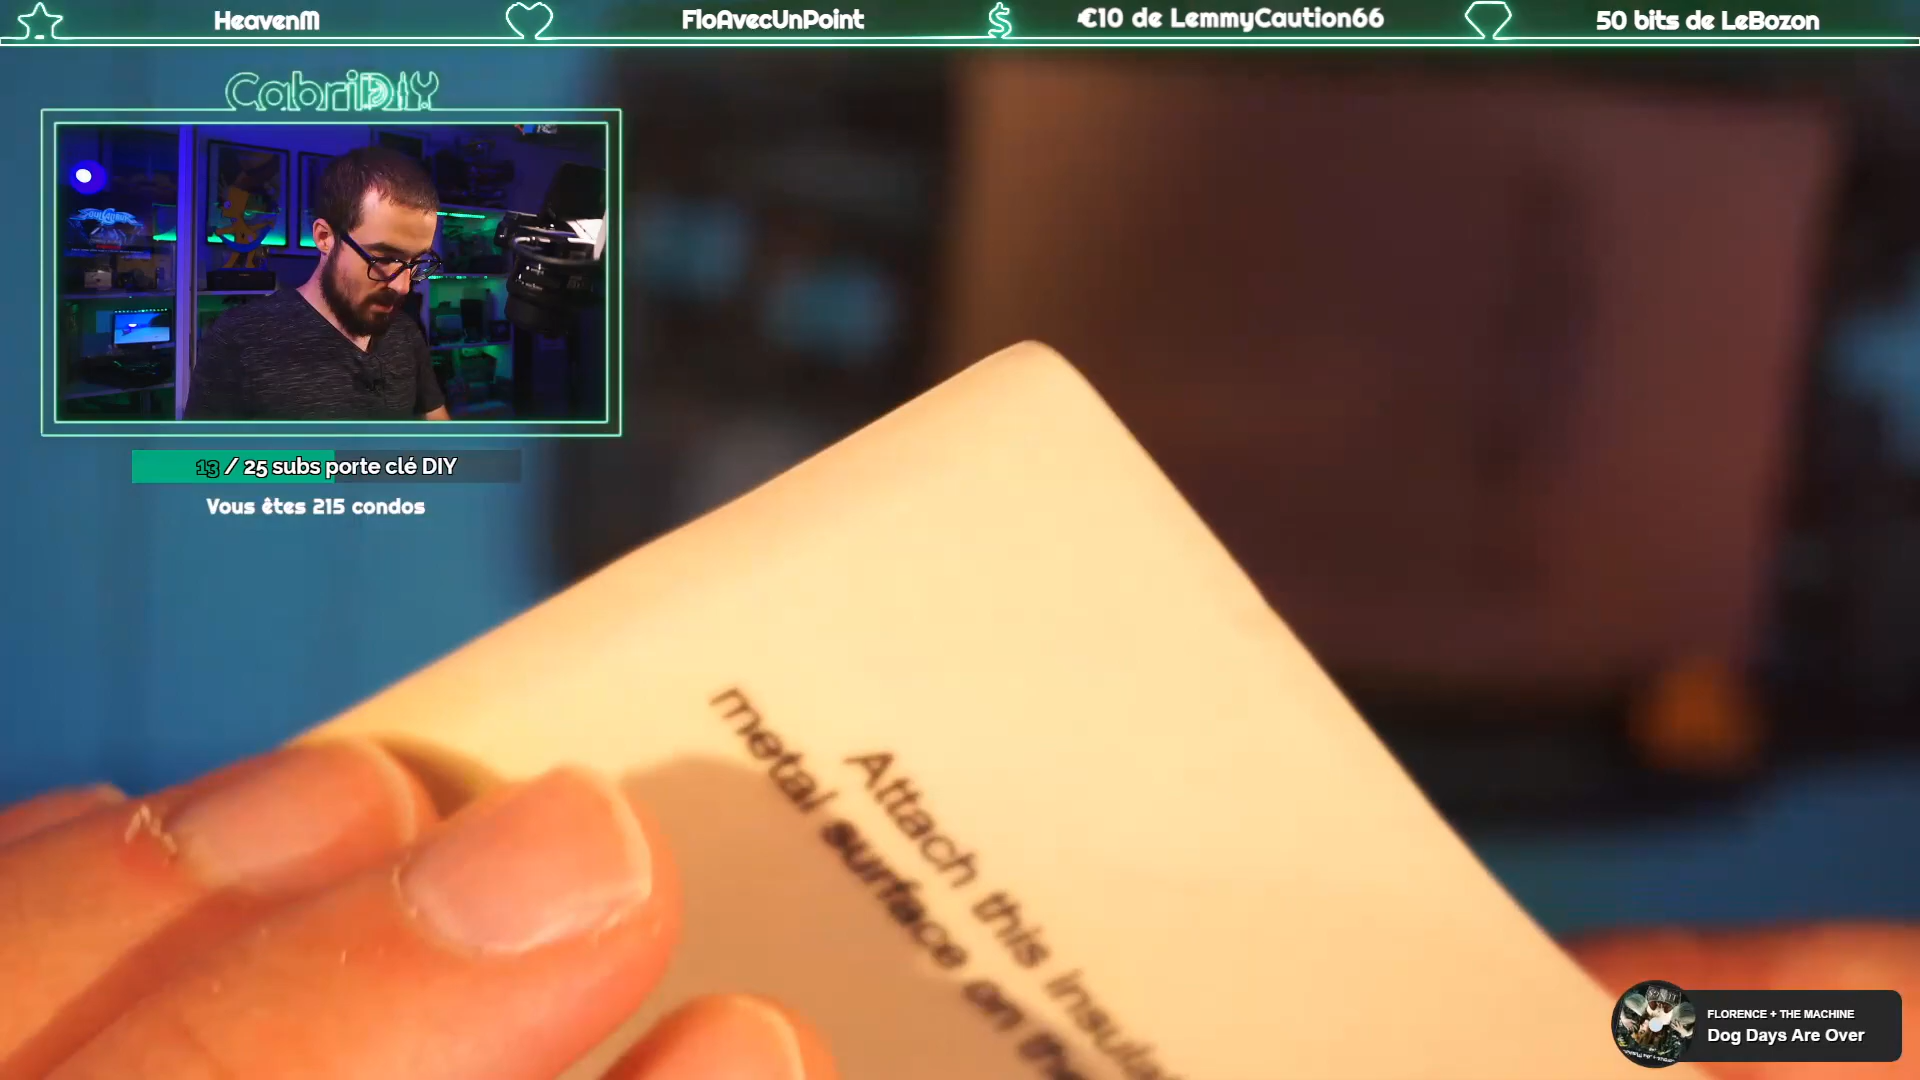 HeavenM
FloAvecUnPoint
€10 de LemmyCaution66
50 bits de LeBozon
CabriDIY
13 / 25 subs porte clé DIY
Vous êtes 215 condos
Attach this
metal surface on the
FLORENCE + THE MACHINE
Dog Days Are Over